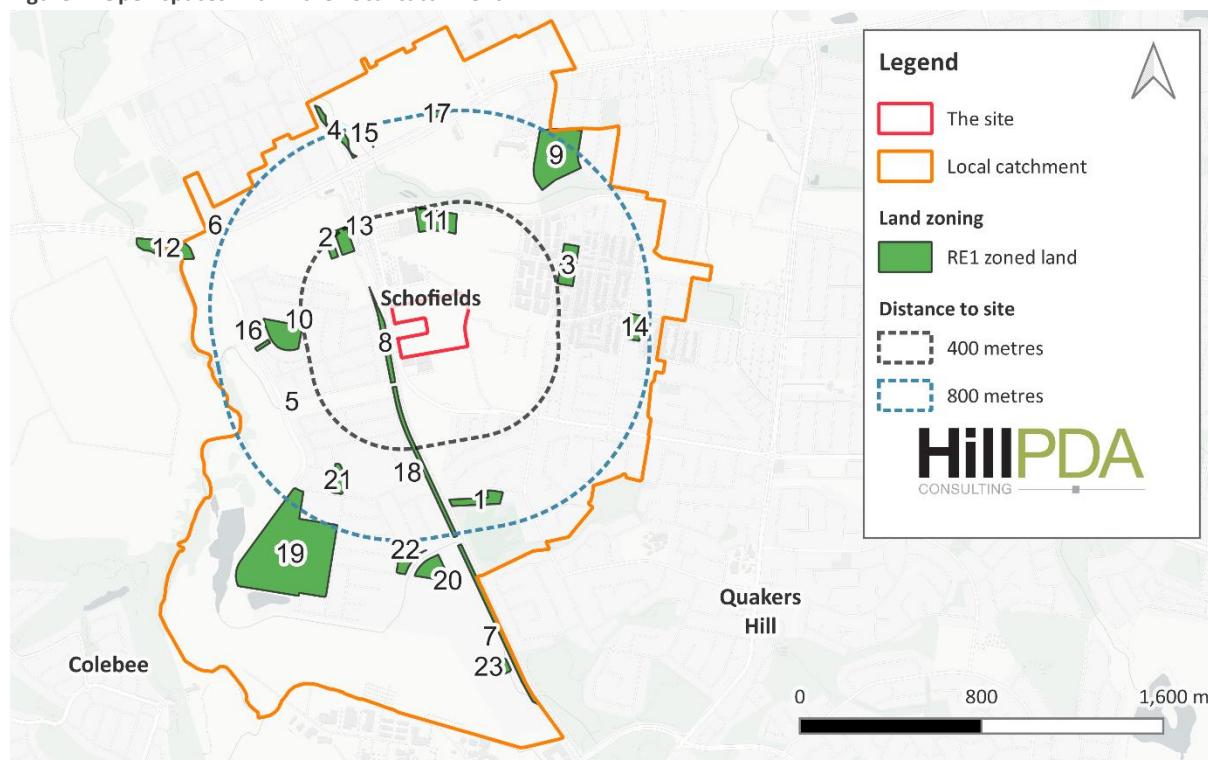 17
4
15
9
6
13
11
2
12
3
Schofields
14
10
16
8
5
18
21
1
19
22
20
7
23
Quakers
Hill
Colebee
Legend
The site
Local catchment
Land zoning
RE1 zoned land
Distance to site
400 metres
800 metres
HillPDA
CONSULTING
0 800 1,600 m